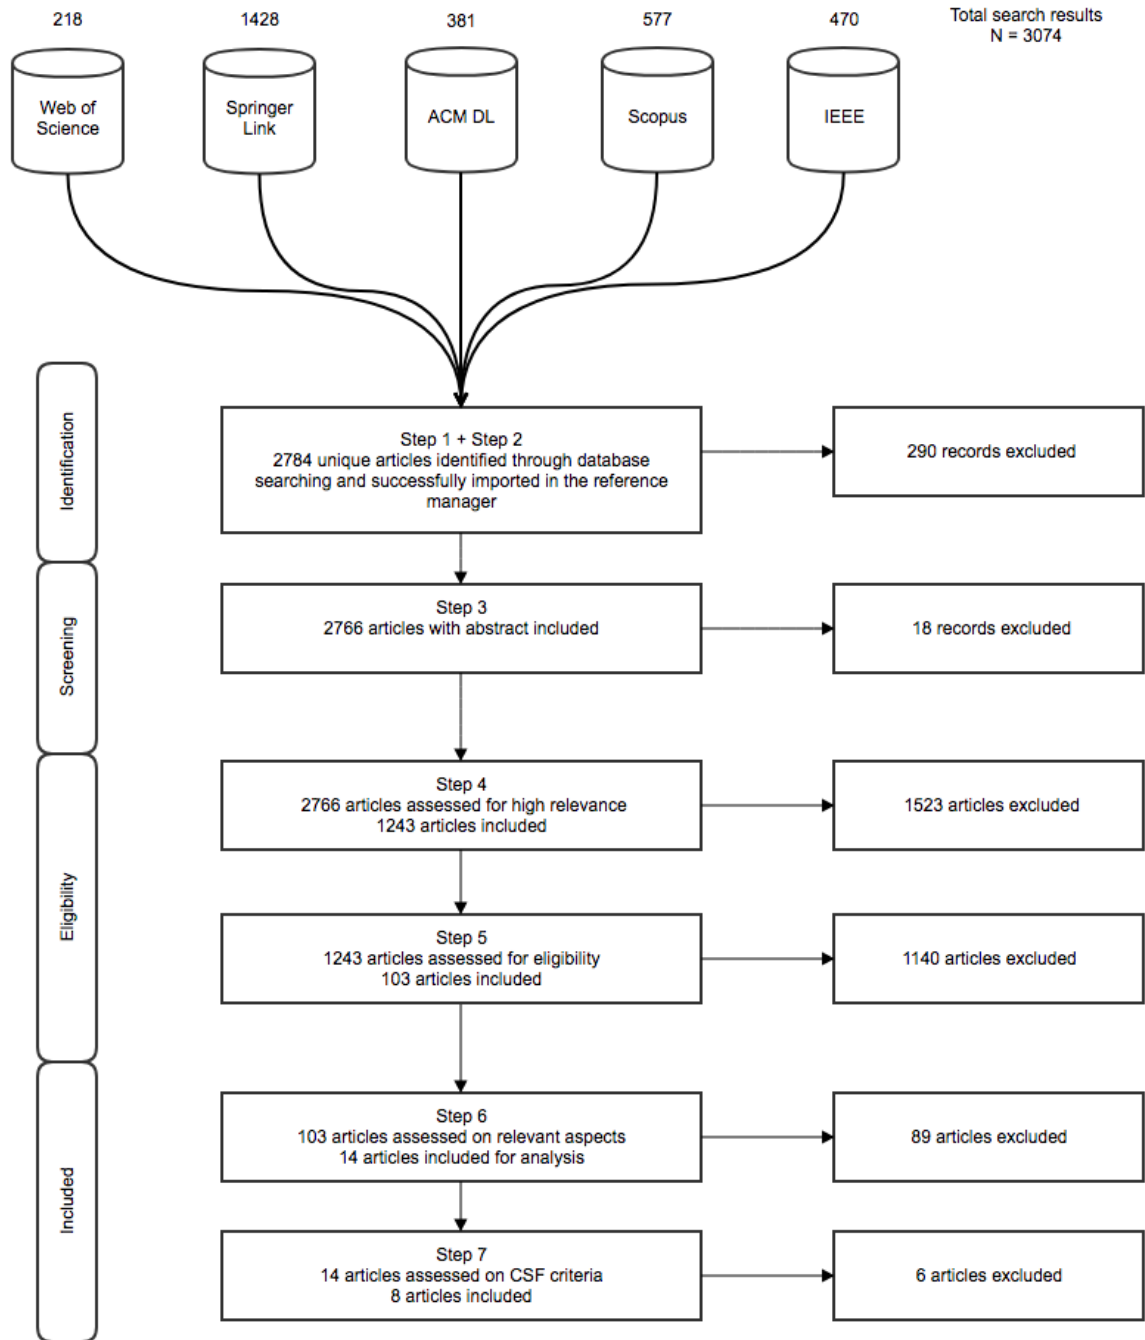 218
1428
381
577
470
Total search results
N = 3074
Web of
Science
Springer
Link
ACM DL
Scopus
IEEE
Identification
Step 1 + Step 2
2784 unique articles identified through database
searching and successfully imported in the reference
manager
290 records excluded
Screening
Step 3
2766 articles with abstract included
18 records excluded
Eligibility
Step 4
2766 articles assessed for high relevance
1243 articles included
1523 articles excluded
Step 5
1243 articles assessed for eligibility
103 articles included
1140 articles excluded
Included
Step 6
103 articles assessed on relevant aspects
14 articles included for analysis
89 articles excluded
Step 7
14 articles assessed on CSF criteria
8 articles included
6 articles excluded